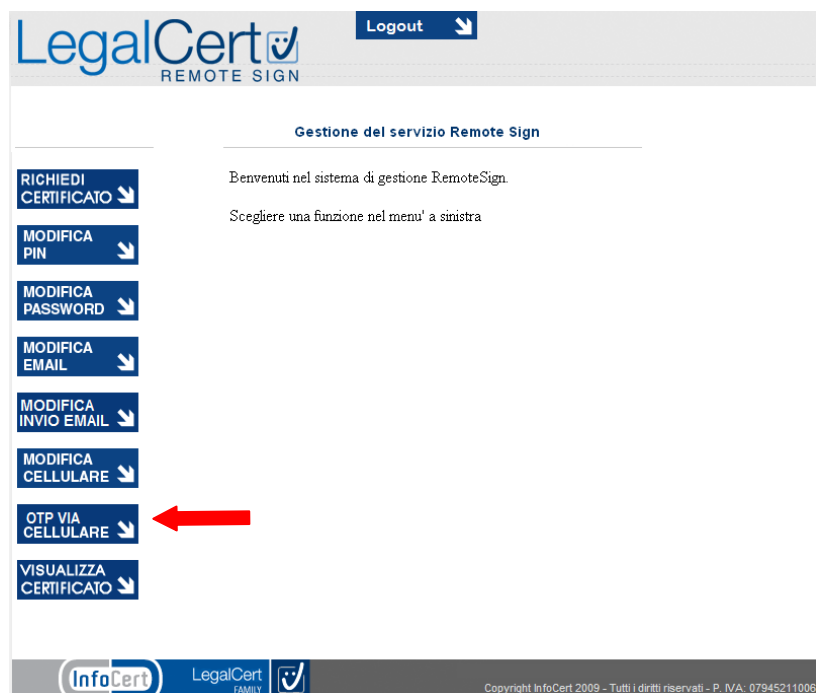 LegalCert
REMOTE SIGN
Logout
Gestione del servizio Remote Sign
RICHIEDI
CERTIFICATO
MODIFICA
PIN
MODIFICA
PASSWORD
MODIFICA
EMAIL
MODIFICA
INVIO EMAIL
MODIFICA
CELLULARE
OTP VIA
CELLULARE
VISUALIZZA
CERTIFICATO
Benvenuti nel sistema di gestione RemoteSign.
Scegliere una funzione nel menu' a sinistra
InfoCert
LegalCert
FAMILY
Copyright InfoCert 2009 - Tutti i diritti riservati - P. IVA: 07945211006